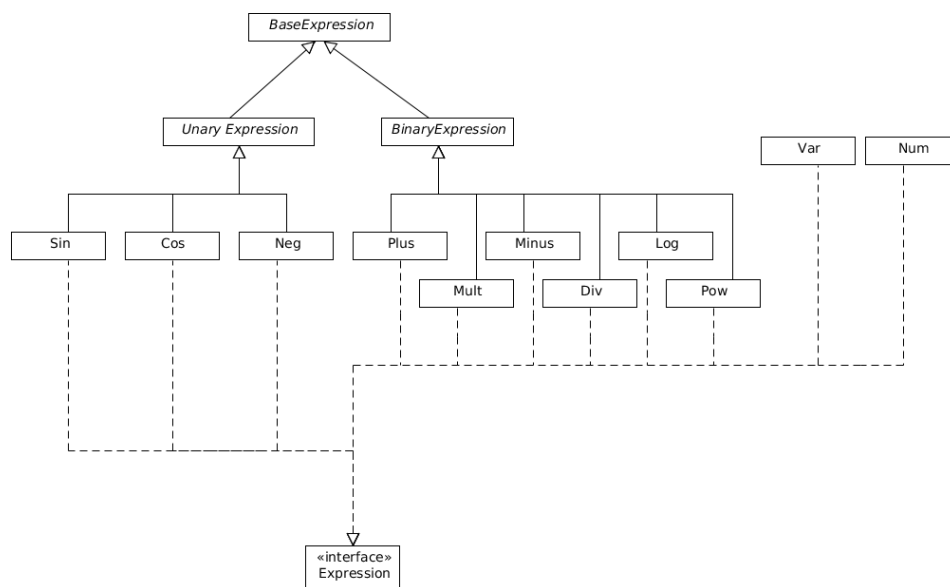 BaseExpression
Unary Expression
BinaryExpression
Var
Num
Sin
Cos
Neg
Plus
Minus
Log
Mult
Div
Pow
«interface»
Expression